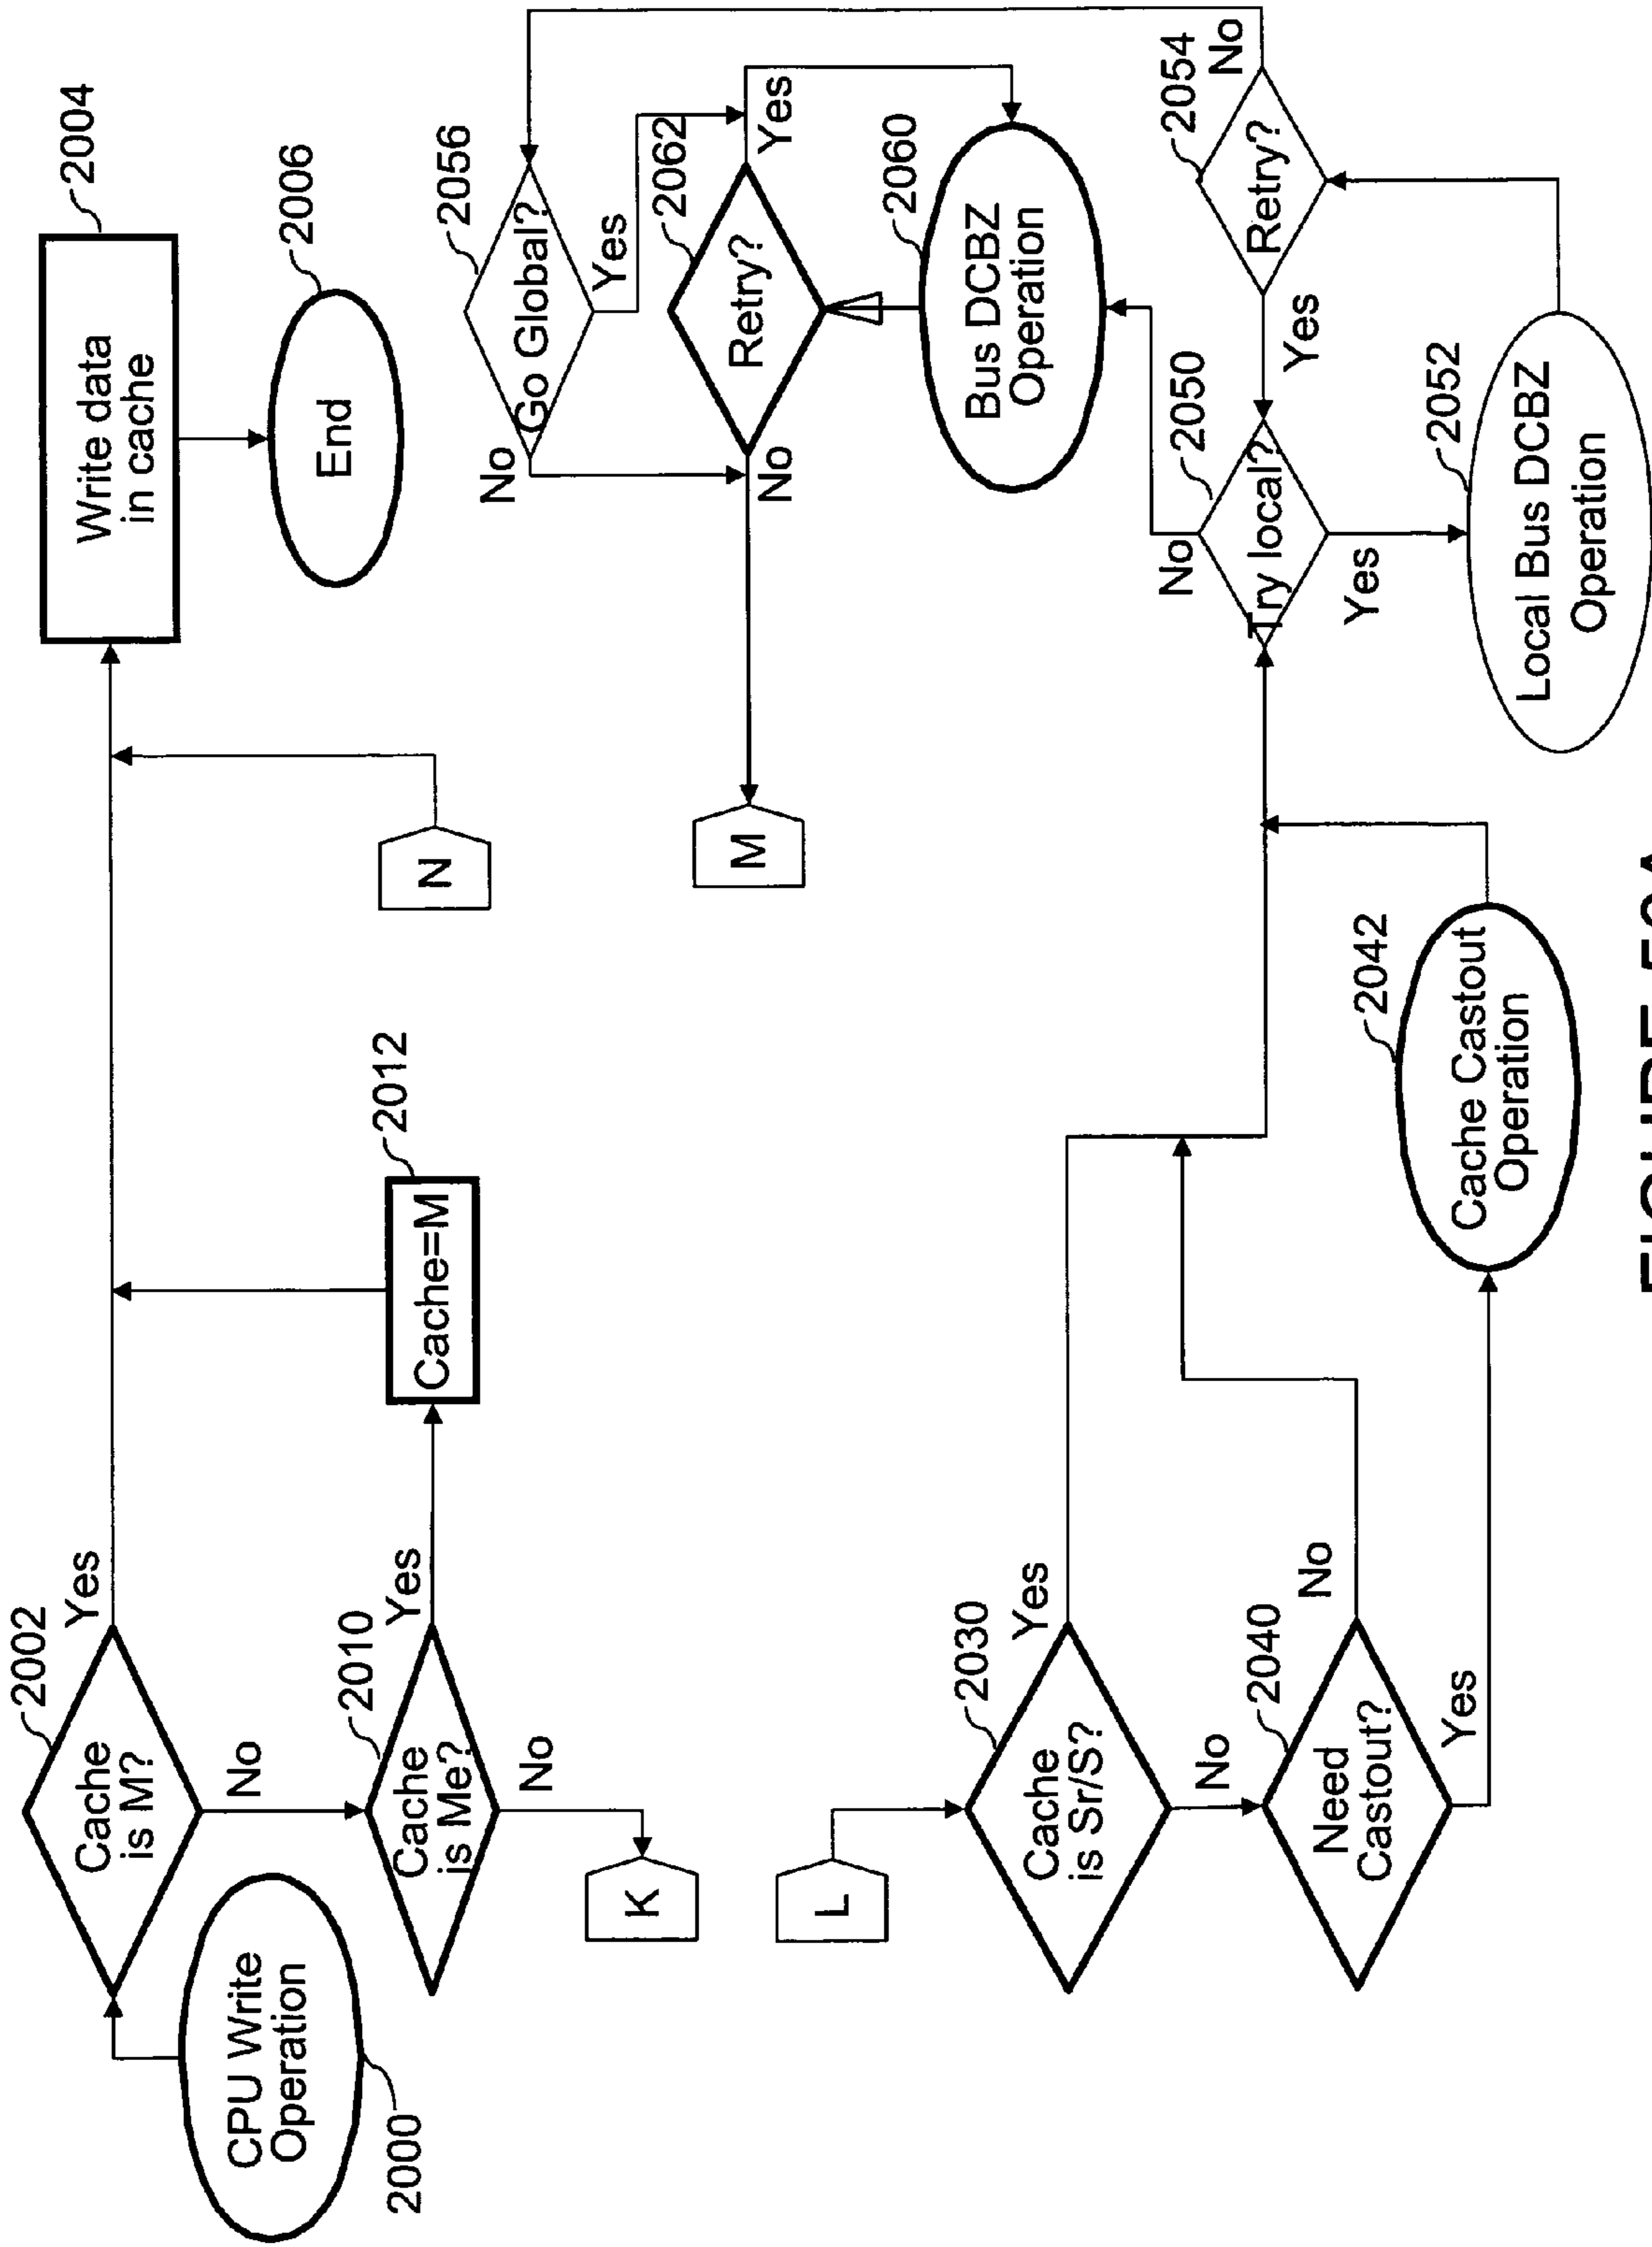 2002
2004
Cache
is M?
Yes
Write data
in cache
CPU Write
Operation
2000
No
2010
2006
End
Cache
is Me?
Yes
2012
Cache=M
N
No
K
No
2056
Go Global?
Yes
2062
L
M
No
Retry?
Yes
2030
Cache
is Sr/S?
Yes
2060
Bus DCBZ
Operation
No
2040
No
2050
2054
No
Need
Castout?
No
Try local?
Yes
Retry?
Yes
Yes
2042
Cache Castout
Operation
2052
Local Bus DCBZ
Operation
FIGURE